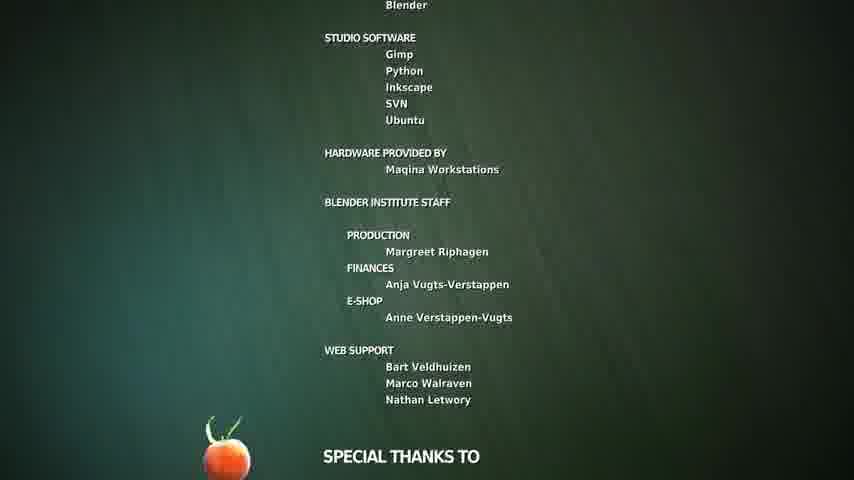 Blender
STUDIO SOFTWARE
Gimp
Python
Inkscape
SVN
Ubuntu
HARDWARE PROVIDED BY
Maqina Workstations
BLENDER INSTITUTE STAFF
PRODUCTION
Margreet Riphagen
FINANCES
Anja Vugts-Verstappen
E-SHOP
Anne Verstappen-Vugts
WEB SUPPORT
Bart Veldhuizen
Marco Walraven
Nathan Letwory
SPECIAL THANKS TO